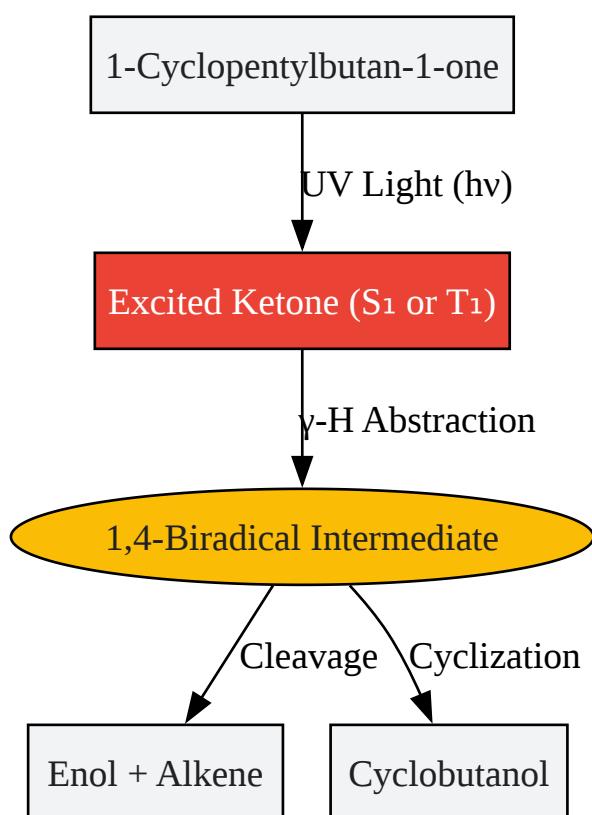 1-Cyclopentylbutan-1-one
UV Light (hν)
Excited Ketone (S₁ or T₁)
γ-H Abstraction
1,4-Biradical Intermediate
Cleavage
Cyclization
Enol + Alkene
Cyclobutanol